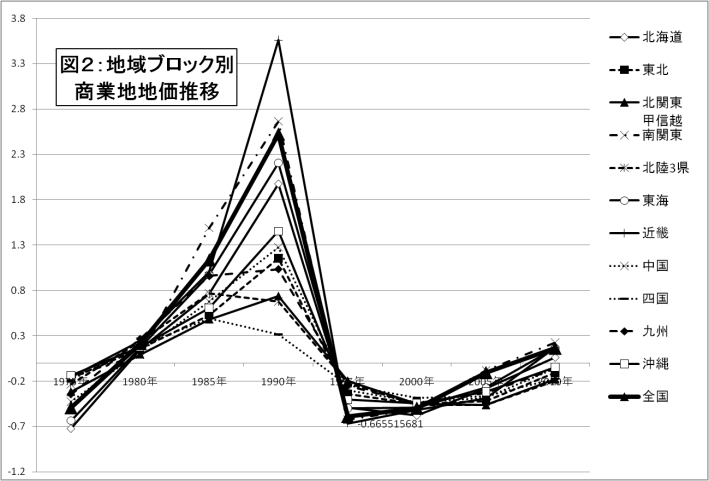 3.8
3.3
2.8
2.3
1.8
1.3
0.8
0.3
-0.2
-0.7
-1.2
図2：地域ブロック別
商業地地価推移
1980年
1985年
1990年
2000年
-0.665515681
北海道
東北
北関東
甲信越
南関東
北陸3県
東海
近畿
中国
四国
九州
沖縄
全国